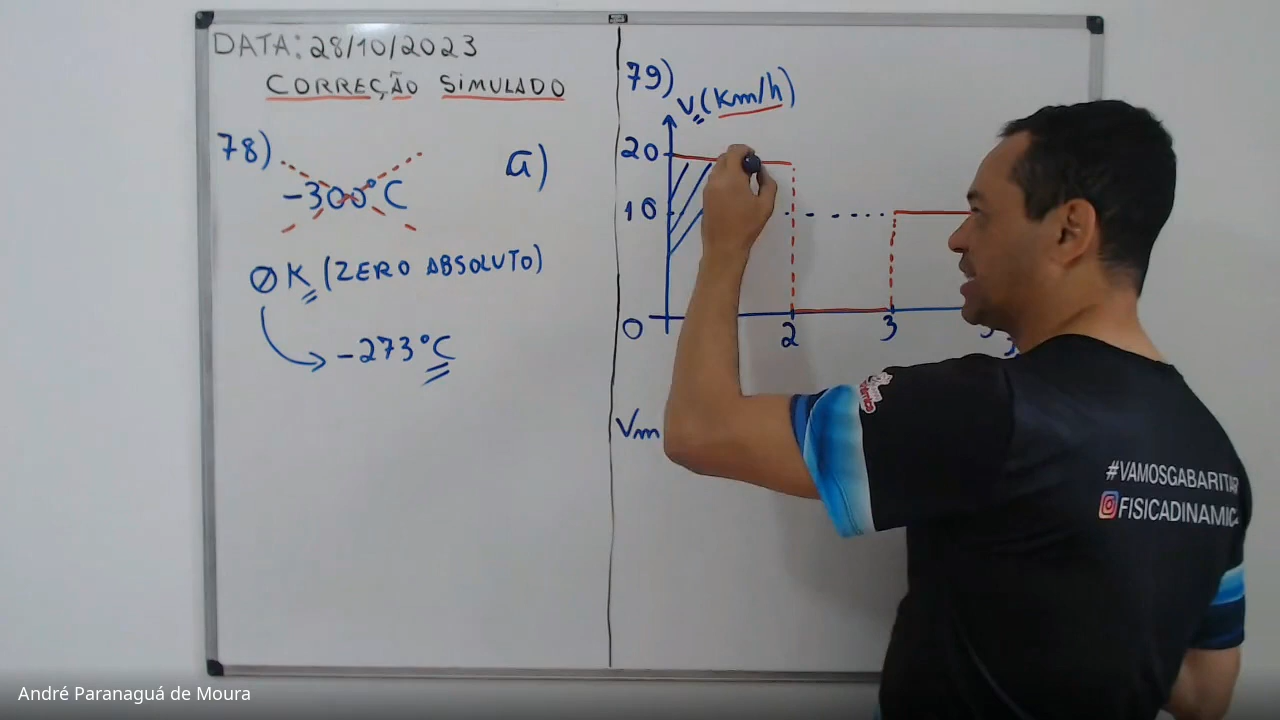 DATA: 28/10/2023
CORREÇÃO SIMULADO
78)
-300°C
a)
0 K (ZERO ABSOLUTO)
-273°C
79)
V (Km/h)
20
10
0
2
3
Vm
#VAMOSGABARITAR
FISICADINAMIC
André Paranaguá de Moura